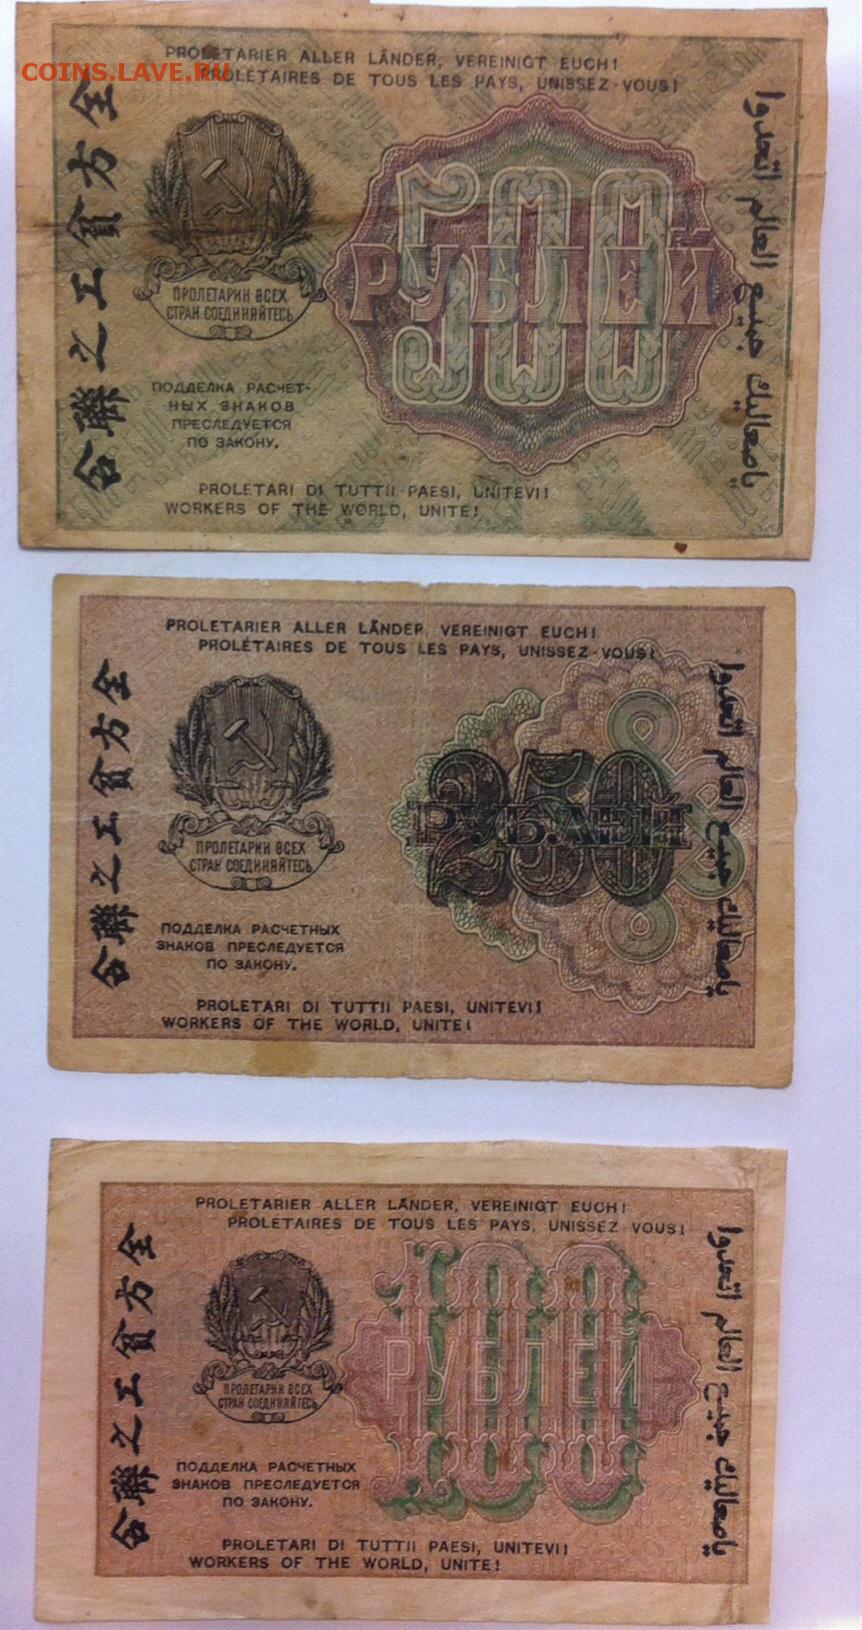 COINS.LAVE.RU
PROLETARIER ALLER LÄNDER, VEREINIGT EUCH!
PROLÉTAIRES DE TOUS LES PAYS, UNISSEZ-VOUS!
全方貧工之聯合
ПРОЛЕТАРИИ ВСЕХ
СТРАН СОЕДИНЯЙТЕСЬ
500
РУБЛЕЙ
ياصعاليك جميع العالم اتحدوا
ПОДДЕЛКА РАСЧЕТ-
НЫХ ЗНАКОВ
ПРЕСЛЕДУЕТСЯ
ПО ЗАКОНУ.
PROLETARI DI TUTTII PAESI, UNITEVI!
WORKERS OF THE WORLD, UNITE!
PROLETARIER ALLER LÄNDER, VEREINIGT EUCH!
PROLÉTAIRES DE TOUS LES PAYS, UNISSEZ-VOUS!
全方貧工之聯合
ПРОЛЕТАРИИ ВСЕХ
СТРАН СОЕДИНЯЙТЕСЬ
250
РУБЛЕЙ
ياصعاليك جميع العالم اتحدوا
ПОДДЕЛКА РАСЧЕТНЫХ
ЗНАКОВ ПРЕСЛЕДУЕТСЯ
ПО ЗАКОНУ.
PROLETARI DI TUTTII PAESI, UNITEVI!
WORKERS OF THE WORLD, UNITE!
PROLETARIER ALLER LÄNDER, VEREINIGT EUCH!
PROLÉTAIRES DE TOUS LES PAYS, UNISSEZ-VOUS!
全方貧工之聯合
ПРОЛЕТАРИИ ВСЕХ
СТРАН СОЕДИНЯЙТЕСЬ
100
РУБЛЕЙ
ياصعاليك جميع العالم اتحدوا
ПОДДЕЛКА РАСЧЕТНЫХ
ЗНАКОВ ПРЕСЛЕДУЕТСЯ
ПО ЗАКОНУ.
PROLETARI DI TUTTII PAESI, UNITEVI!
WORKERS OF THE WORLD, UNITE!